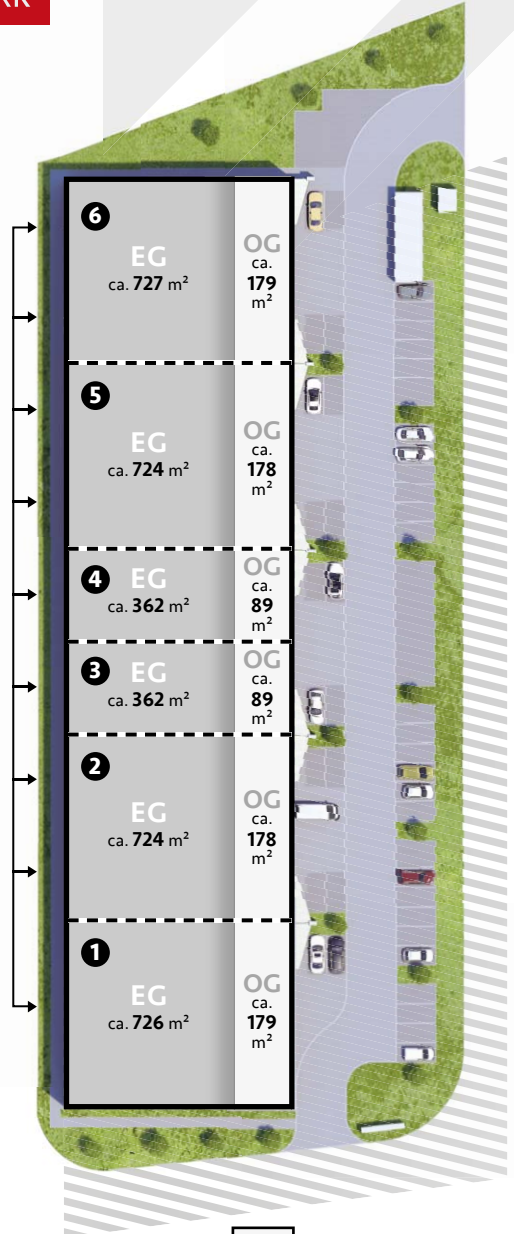 6
EG
ca. 727 m²
OG
ca.
179
m²
5
EG
ca. 724 m²
OG
ca.
178
m²
4
EG
ca. 362 m²
OG
ca.
89
m²
3
EG
ca. 362 m²
OG
ca.
89
m²
2
EG
ca. 724 m²
OG
ca.
178
m²
1
EG
ca. 726 m²
OG
ca.
179
m²